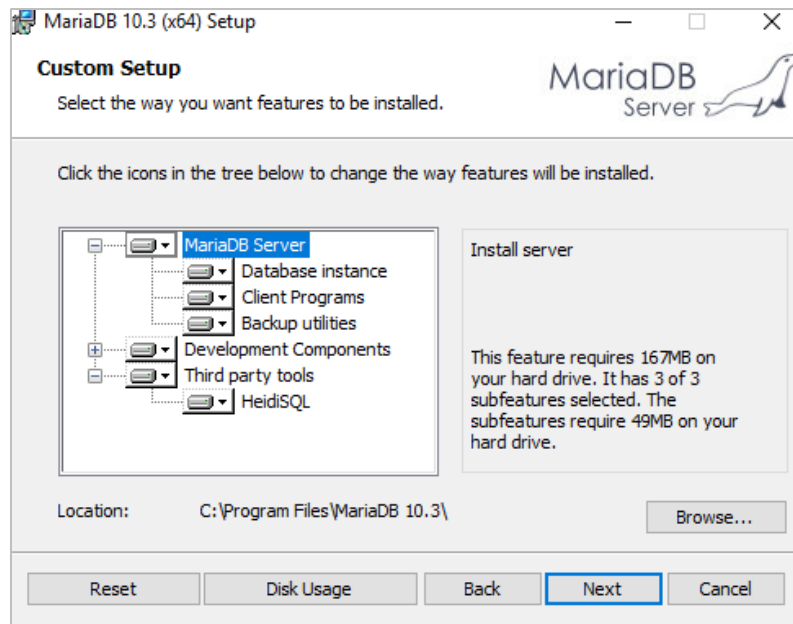 MariaDB 10.3 (x64) Setup
Custom Setup
Select the way you want features to be installed.
MariaDB
Server
Click the icons in the tree below to change the way features will be installed.
MariaDB Server
Database instance
Client Programs
Backup utilities
Development Components
Third party tools
HeidiSQL
Install server
This feature requires 167MB on
your hard drive. It has 3 of 3
subfeatures selected. The
subfeatures require 49MB on your
hard drive.
Location: C:\Program Files\MariaDB 10.3\
Browse...
Reset Disk Usage Back Next Cancel